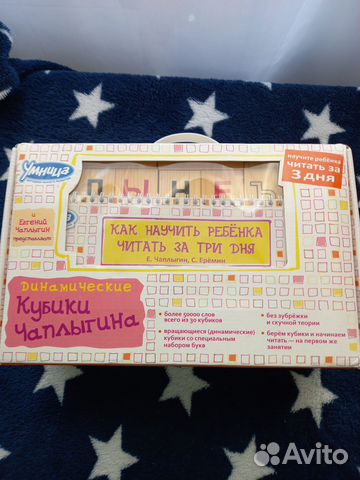 УМНИЦА
и
ЕВГЕНИЙ
ЧАПЛЫГИН
представляют
научите ребёнка
ЧИТАТЬ ЗА
3 ДНЯ
КАК НАУЧИТЬ РЕБЁНКА
ЧИТАТЬ ЗА ТРИ ДНЯ
Е. Чаплыгин, С. Ерёмин
ДИНАМИЧЕСКИЕ
КУБИКИ
ЧАПЛЫГИНА
• более 50000 слов
всего из 30 кубиков
• вращающиеся (динамические)
кубики со специальным
набором букв
• без зубрёжки
и скучной теории
• берём кубики и начинаем
читать — на первом же
занятии
Avito